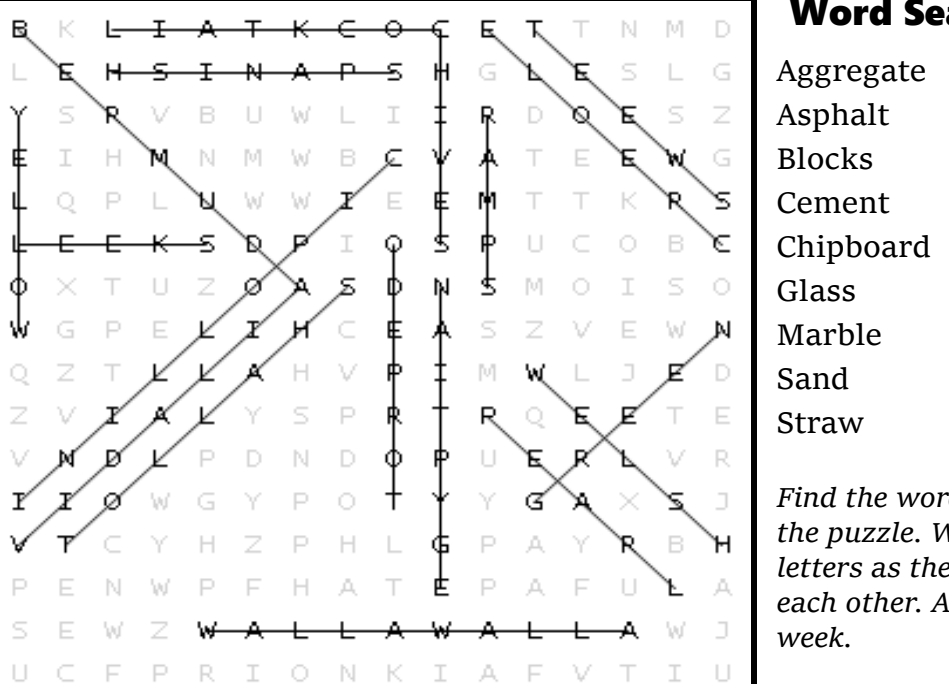 Word Sea
B K L I A T K C O C E T T N M D
L E H S I N A P S H G L E S L G
Y S R V B U W L I I R D O E S Z
E I H M N M W B C V A T E E W G
L Q P L U W W I E E M T T K R S
L E E K S D P I O S P U C O B C
O X T U Z O A S D N S M O I S O
W G P E L I H C E A S Z V E W N
Q Z T L L A H V P I M W L J E D
Z V I A L Y S P R T R Q E E T E
V N D L P D N D O P U E R L V R
I I O W G Y P O T Y Y G A X S J
V T C Y H Z P H L G P A Y R B H
P E N W P F H A T E P A F U L A
S E W Z W A L L A W A L L A W J
U C F P R I O N K I A F V T I U
Aggregate
Asphalt
Blocks
Cement
Chipboard
Glass
Marble
Sand
Straw
Find the wor
the puzzle. W
letters as the
each other. A
week.